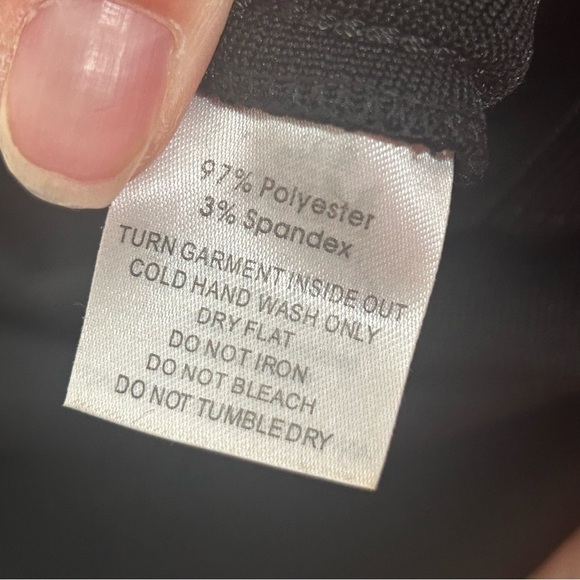 97% Polyester
3% Spandex
TURN GARMENT INSIDE OUT
COLD HAND WASH ONLY
DRY FLAT
DO NOT IRON
DO NOT BLEACH
DO NOT TUMBLE DRY